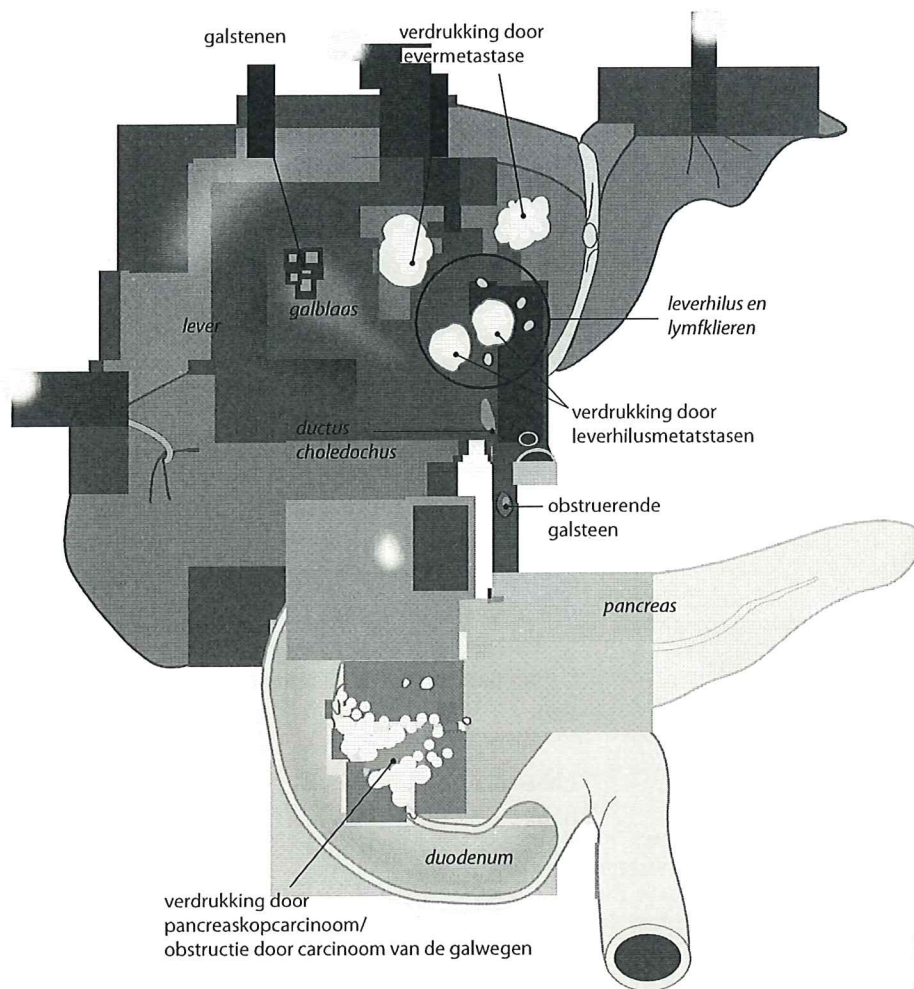 galstenen
verdrukking door
levermetastase
lever
galblaas
leverhilus en
lymfklieren
verdrukking door
leverhilusmetatstasen
ductus
choledochus
obstruerende
galsteen
pancreas
duodenum
verdrukking door
pancreaskopcarcinoom/
obstructie door carcinoom van de galwegen